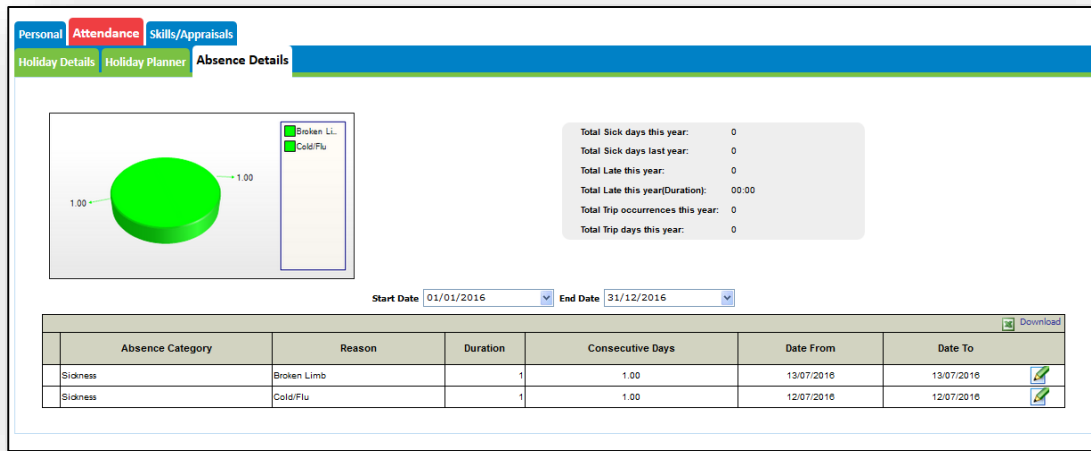 Personal Attendance Skills/Appraisals
Holiday Details Holiday Planner Absence Details
Broken Li..
Cold/Flu
1.00
1.00
Total Sick days this year: 0
Total Sick days last year: 0
Total Late this year: 0
Total Late this year(Duration): 00:00
Total Trip occurrences this year: 0
Total Trip days this year: 0
Start Date 01/01/2016 End Date 31/12/2016
Download
Absence Category Reason Duration Consecutive Days Date From Date To
Sickness Broken Limb 1 1.00 13/07/2016 13/07/2016
Sickness Cold/Flu 1 1.00 12/07/2016 12/07/2016